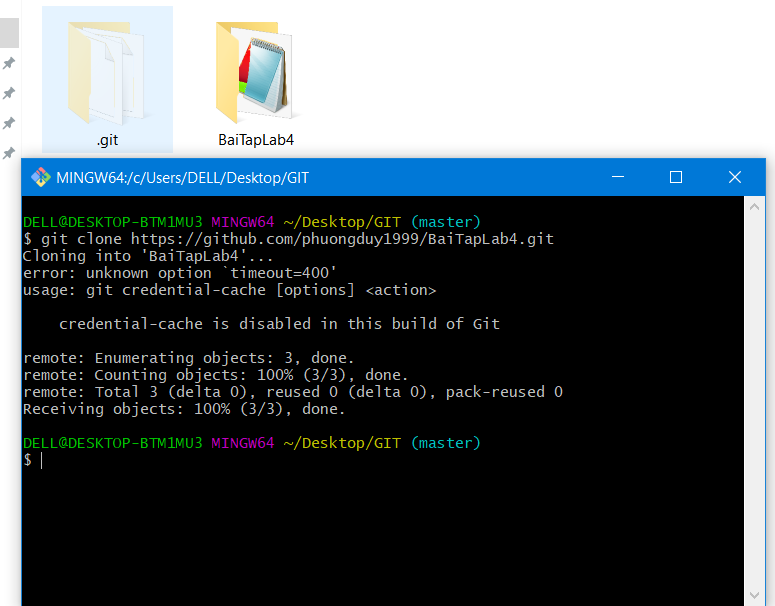 .git
BaiTapLab4
MINGW64:/c/Users/DELL/Desktop/GIT
DELL@DESKTOP-BTM1MU3 MINGW64 ~/Desktop/GIT (master)
$ git clone https://github.com/phuongduy1999/BaiTapLab4.git
Cloning into 'BaiTapLab4'...
error: unknown option `timeout=400'
usage: git credential-cache [options] <action>
credential-cache is disabled in this build of Git
remote: Enumerating objects: 3, done.
remote: Counting objects: 100% (3/3), done.
remote: Total 3 (delta 0), reused 0 (delta 0), pack-reused 0
Receiving objects: 100% (3/3), done.
DELL@DESKTOP-BTM1MU3 MINGW64 ~/Desktop/GIT (master)
$